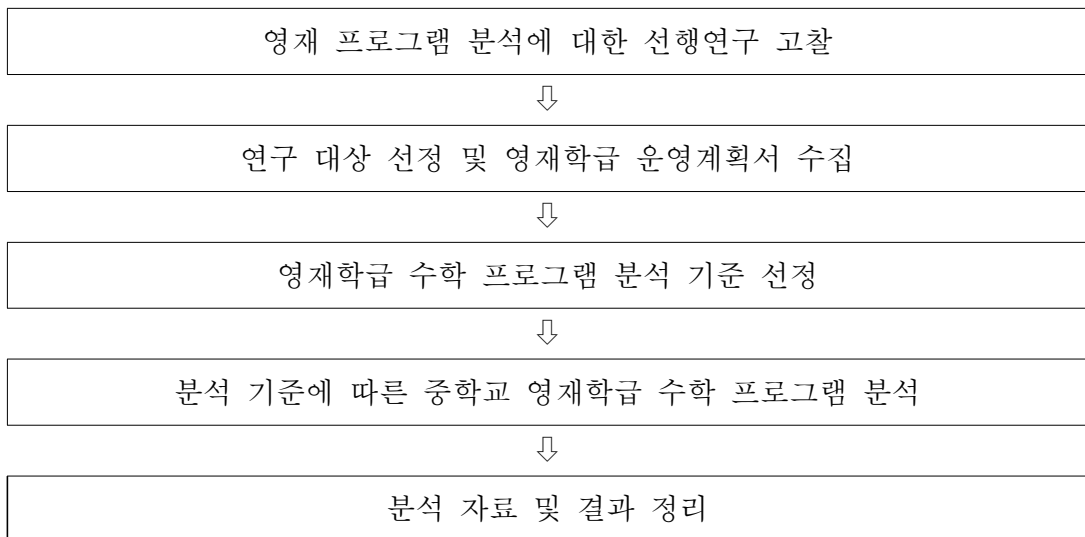 영재 프로그램 분석에 대한 선행연구 고찰
⇩
연구 대상 선정 및 영재학급 운영계획서 수집
⇩
영재학급 수학 프로그램 분석 기준 선정
⇩
분석 기준에 따른 중학교 영재학급 수학 프로그램 분석
⇩
분석 자료 및 결과 정리